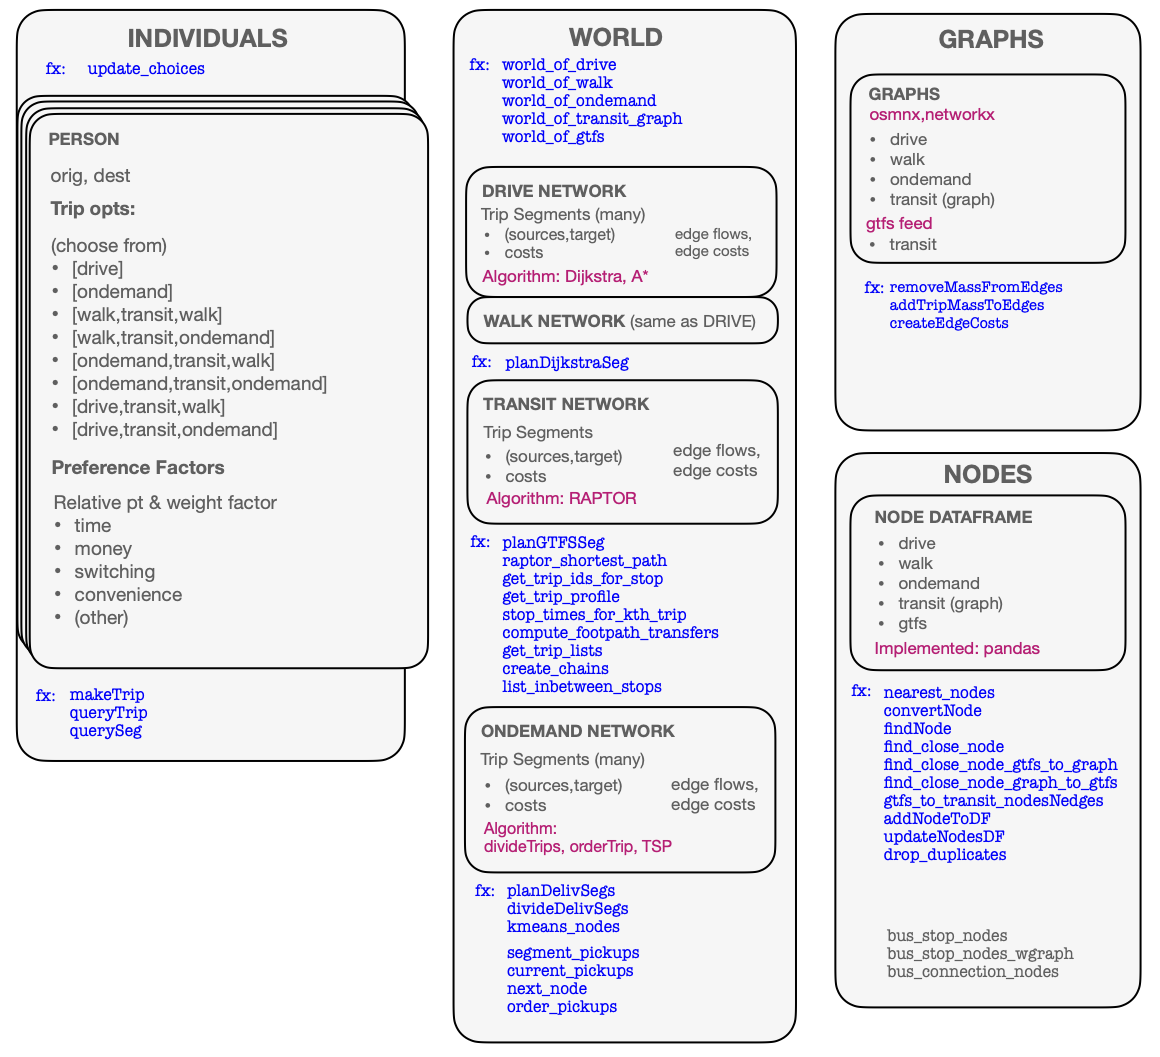 INDIVIDUALS
fx: update_choices
PERSON
orig, dest
Trip opts:
(choose from)
• [drive]
• [ondemand]
• [walk,transit,walk]
• [walk,transit,ondemand]
• [ondemand,transit,walk]
• [ondemand,transit,ondemand]
• [drive,transit,walk]
• [drive,transit,ondemand]
Preference Factors
Relative pt & weight factor
• time
• money
• switching
• convenience
• (other)
fx: makeTrip
queryTrip
querySeg
WORLD
fx: world_of_drive
world_of_walk
world_of_ondemand
world_of_transit_graph
world_of_gtfs
DRIVE NETWORK
Trip Segments (many)
• (sources,target) edge flows,
• costs edge costs
Algorithm: Dijkstra, A*
WALK NETWORK (same as DRIVE)
fx: planDijkstraSeg
TRANSIT NETWORK
Trip Segments
• (sources,target) edge flows,
• costs edge costs
Algorithm: RAPTOR
fx: planGTFSSeg
raptor_shortest_path
get_trip_ids_for_stop
get_trip_profile
stop_times_for_kth_trip
compute_footpath_transfers
get_trip_lists
create_chains
list_inbetween_stops
ONDEMAND NETWORK
Trip Segments (many)
• (sources,target) edge flows,
• costs edge costs
Algorithm:
divideTrips, orderTrip, TSP
fx: planDelivSegs
divideDelivSegs
kmeans_nodes
segment_pickups
current_pickups
next_node
order_pickups
GRAPHS
GRAPHS
osmnx,networkx
• drive
• walk
• ondemand
• transit (graph)
gtfs feed
• transit
fx: removeMassFromEdges
addTripMassToEdges
createEdgeCosts
NODES
NODE DATAFRAME
• drive
• walk
• ondemand
• transit (graph)
• gtfs
Implemented: pandas
fx: nearest_nodes
convertNode
findNode
find_close_node
find_close_node_gtfs_to_graph
find_close_node_graph_to_gtfs
gtfs_to_transit_nodesNedges
addNodeToDF
updateNodesDF
drop_duplicates
bus_stop_nodes
bus_stop_nodes_wgraph
bus_connection_nodes